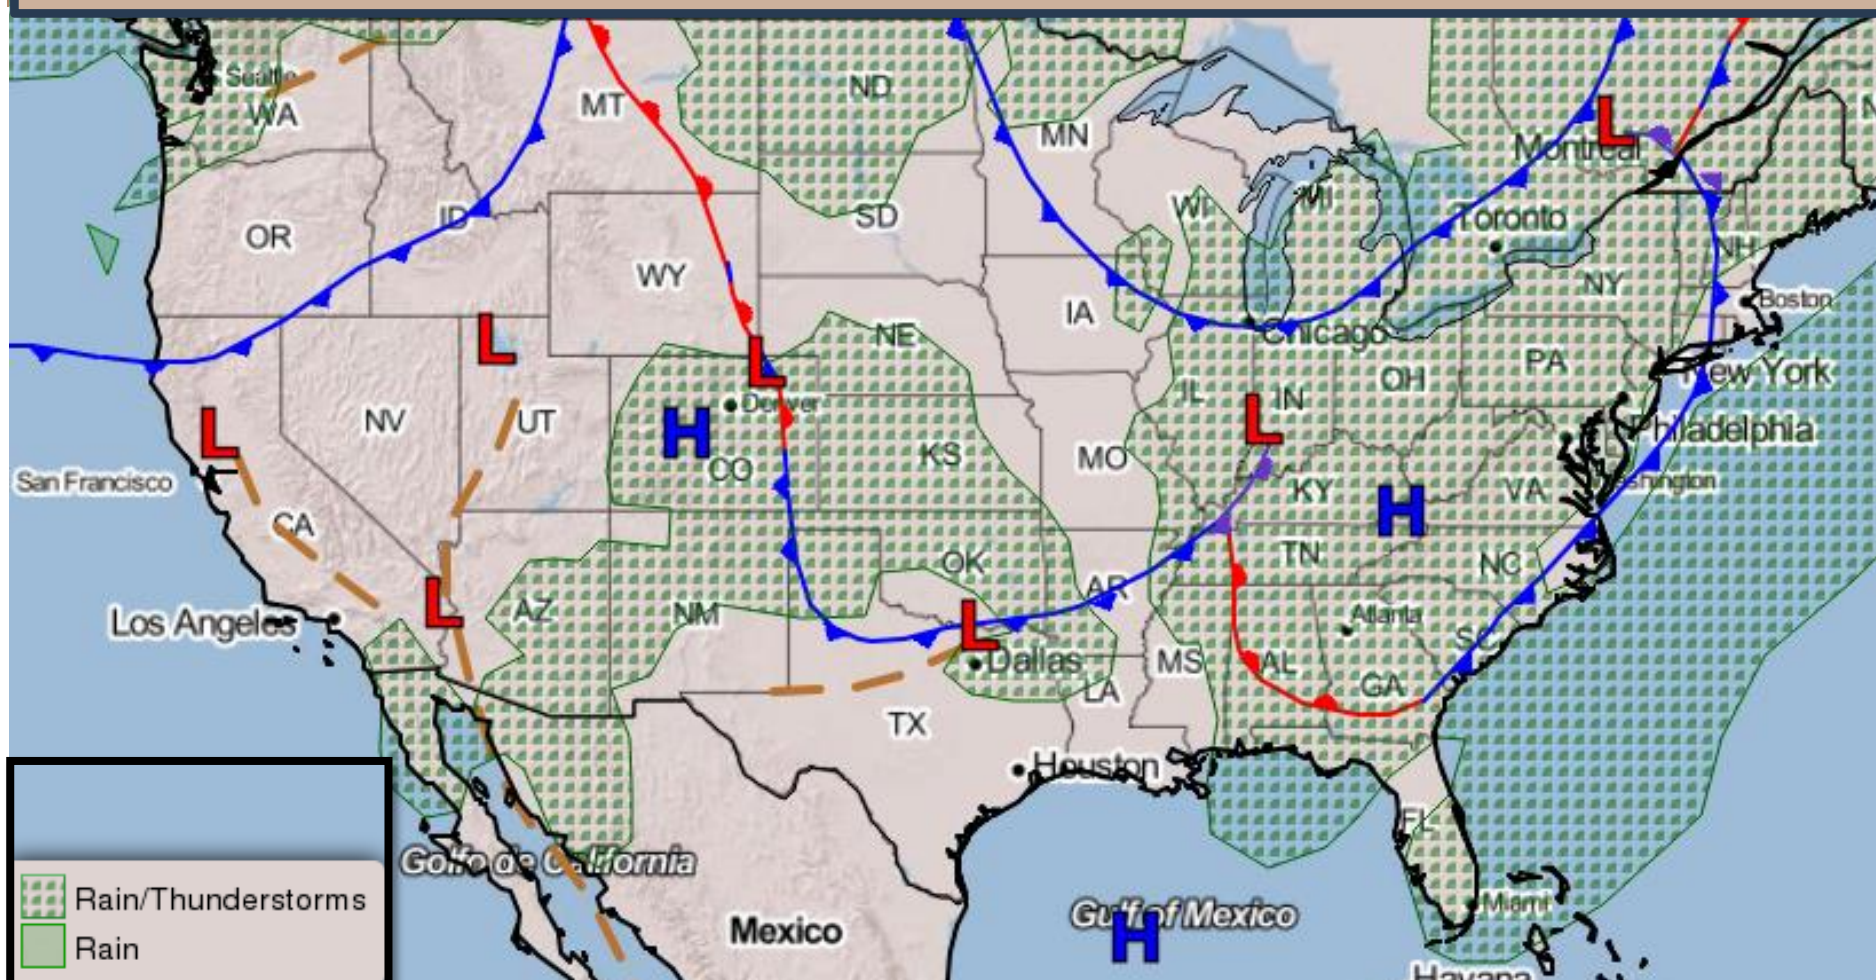 Seattle
WA
MT
ND
MN
Montreal
OR
ID
SD
WI
MI
Toronto
NH
WY
NY
IA
Boston
L
L
NE
Chicago
PA
New York
L
NV
UT
Denver
IL
IN
OH
L
L
H
CO
KS
MO
Philadelphia
San Francisco
KY
H
VA
CA
TN
NC
OK
AR
L
Los Angeles
AZ
NM
L
Atlanta
SC
Dallas
MS
AL
GA
LA
TX
Houston
FL
Golfo de California
Rain/Thunderstorms
Mexico
Gulf of Mexico
H
Miami
Rain
Havana